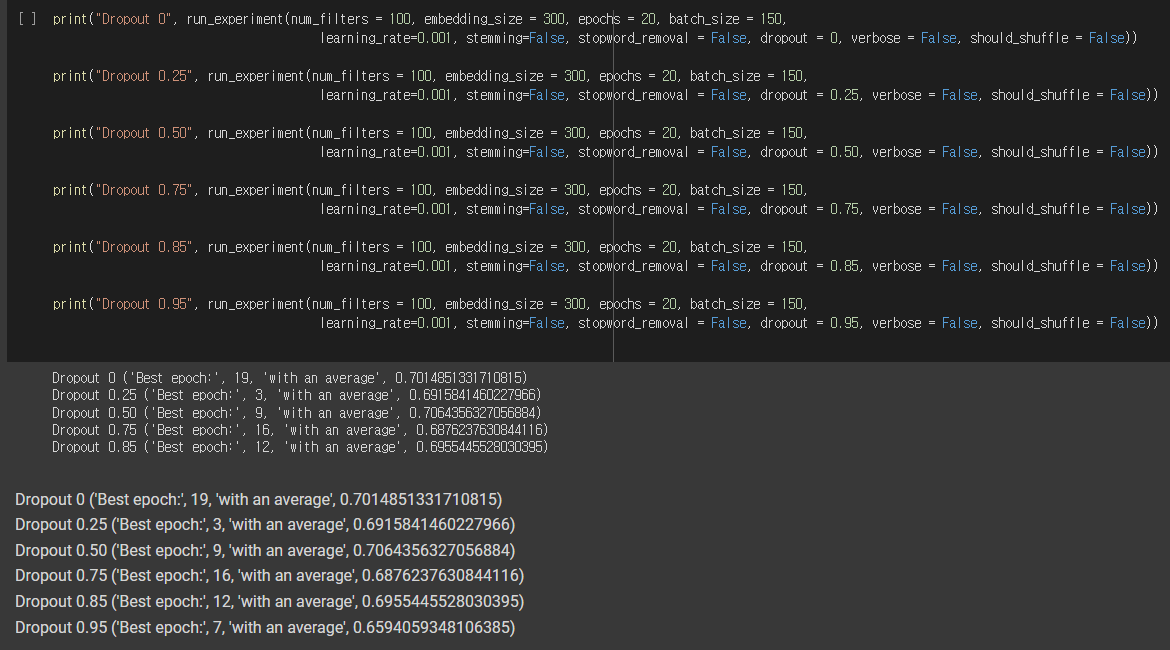 [ ] print("Dropout 0", run_experiment(num_filters = 100, embedding_size = 300, epochs = 20, batch_size = 150,
learning_rate=0.001, stemming=False, stopword_removal = False, dropout = 0, verbose = False, should_shuffle = False))
print("Dropout 0.25", run_experiment(num_filters = 100, embedding_size = 300, epochs = 20, batch_size = 150,
learning_rate=0.001, stemming=False, stopword_removal = False, dropout = 0.25, verbose = False, should_shuffle = False))
print("Dropout 0.50", run_experiment(num_filters = 100, embedding_size = 300, epochs = 20, batch_size = 150,
learning_rate=0.001, stemming=False, stopword_removal = False, dropout = 0.50, verbose = False, should_shuffle = False))
print("Dropout 0.75", run_experiment(num_filters = 100, embedding_size = 300, epochs = 20, batch_size = 150,
learning_rate=0.001, stemming=False, stopword_removal = False, dropout = 0.75, verbose = False, should_shuffle = False))
print("Dropout 0.85", run_experiment(num_filters = 100, embedding_size = 300, epochs = 20, batch_size = 150,
learning_rate=0.001, stemming=False, stopword_removal = False, dropout = 0.85, verbose = False, should_shuffle = False))
print("Dropout 0.95", run_experiment(num_filters = 100, embedding_size = 300, epochs = 20, batch_size = 150,
learning_rate=0.001, stemming=False, stopword_removal = False, dropout = 0.95, verbose = False, should_shuffle = False))
Dropout 0 ('Best epoch:', 19, 'with an average', 0.7014851331710815)
Dropout 0.25 ('Best epoch:', 3, 'with an average', 0.6915841460227966)
Dropout 0.50 ('Best epoch:', 9, 'with an average', 0.7064356327056884)
Dropout 0.75 ('Best epoch:', 16, 'with an average', 0.6876237630844116)
Dropout 0.85 ('Best epoch:', 12, 'with an average', 0.6955445528030395)
Dropout 0 ('Best epoch:', 19, 'with an average', 0.7014851331710815)
Dropout 0.25 ('Best epoch:', 3, 'with an average', 0.6915841460227966)
Dropout 0.50 ('Best epoch:', 9, 'with an average', 0.7064356327056884)
Dropout 0.75 ('Best epoch:', 16, 'with an average', 0.6876237630844116)
Dropout 0.85 ('Best epoch:', 12, 'with an average', 0.6955445528030395)
Dropout 0.95 ('Best epoch:', 7, 'with an average', 0.6594059348106385)